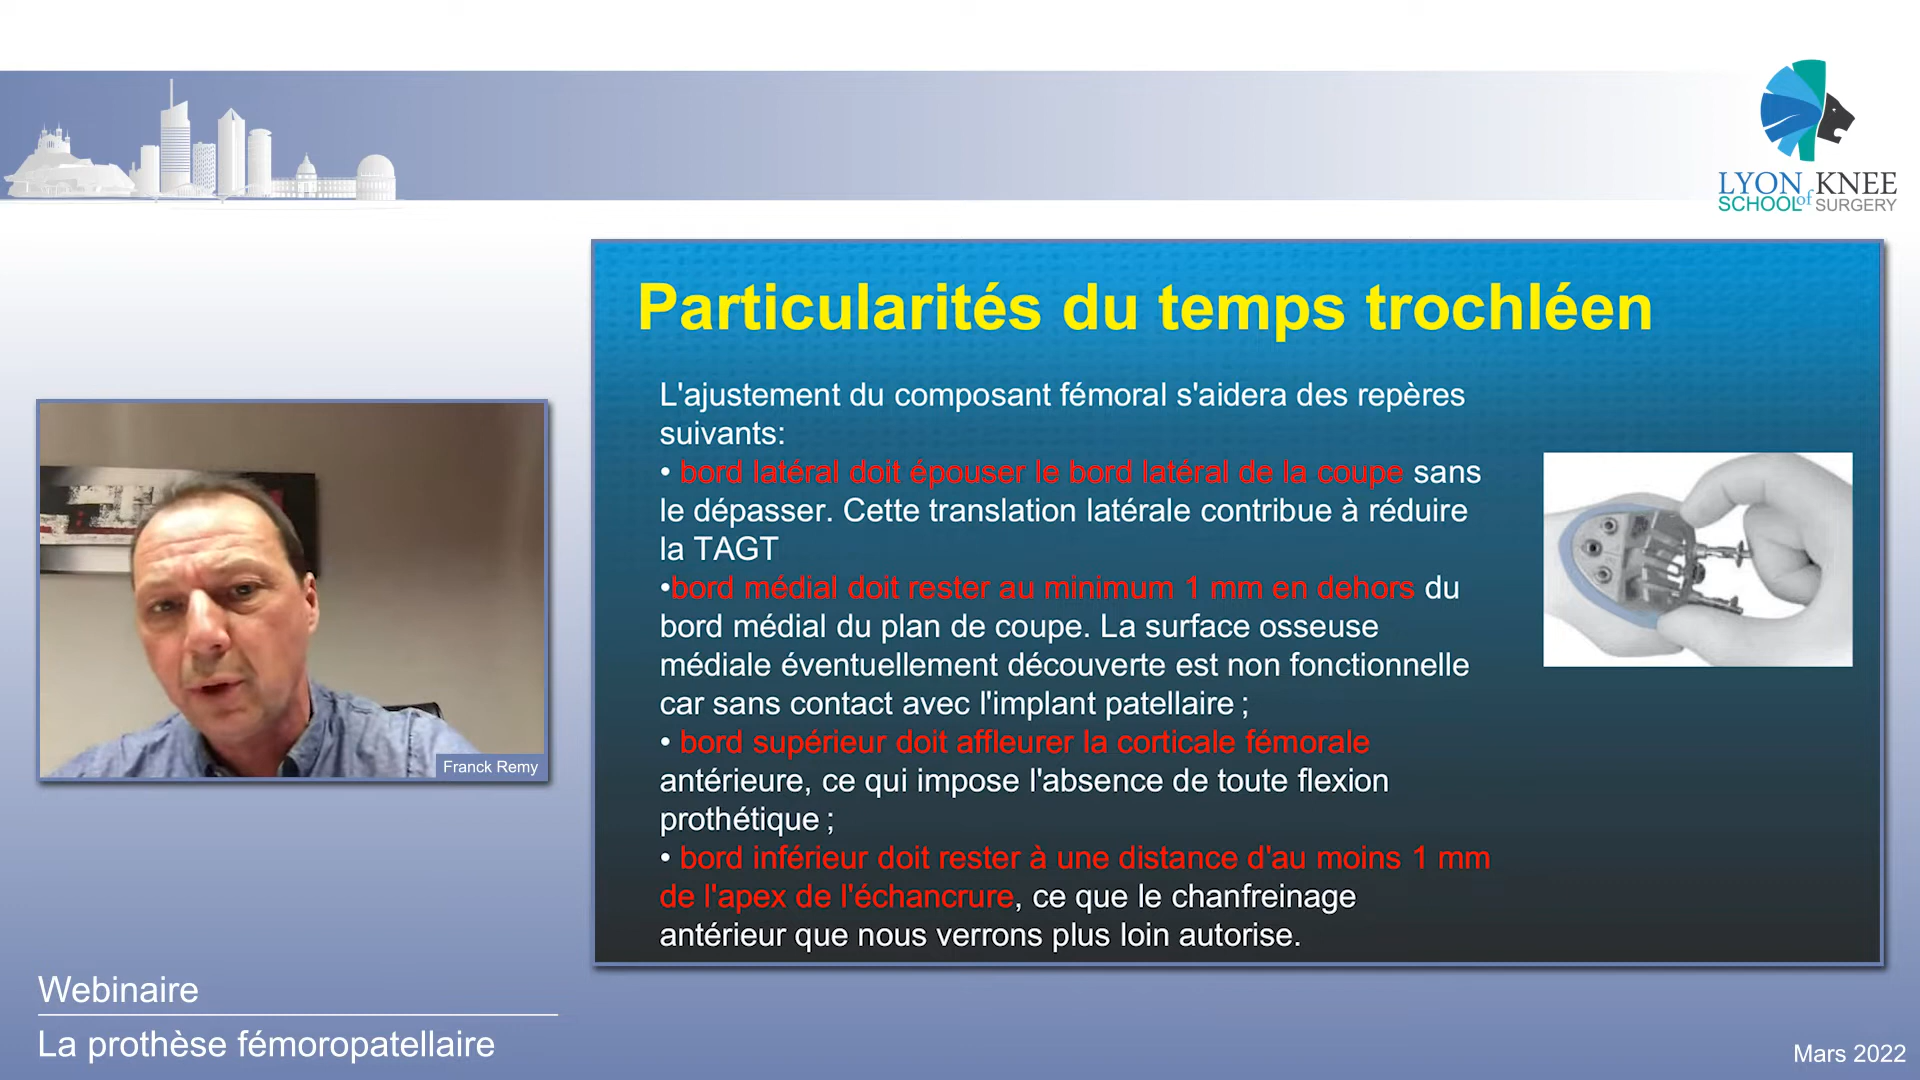 LYON of KNEE
SCHOOL SURGERY
Particularités du temps trochléen
L'ajustement du composant fémoral s'aidera des repères
suivants:
• bord latéral doit épouser le bord latéral de la coupe sans
le dépasser. Cette translation latérale contribue à réduire
la TAGT
•bord médial doit rester au minimum 1 mm en dehors du
bord médial du plan de coupe. La surface osseuse
médiale éventuellement découverte est non fonctionnelle
car sans contact avec l'implant patellaire ;
• bord supérieur doit affleurer la corticale fémorale
antérieure, ce qui impose l'absence de toute flexion
prothétique ;
• bord inférieur doit rester à une distance d'au moins 1 mm
de l'apex de l'échancrure, ce que le chanfreinage
antérieur que nous verrons plus loin autorise.
Franck Remy
Webinaire
La prothèse fémoropatellaire
Mars 2022